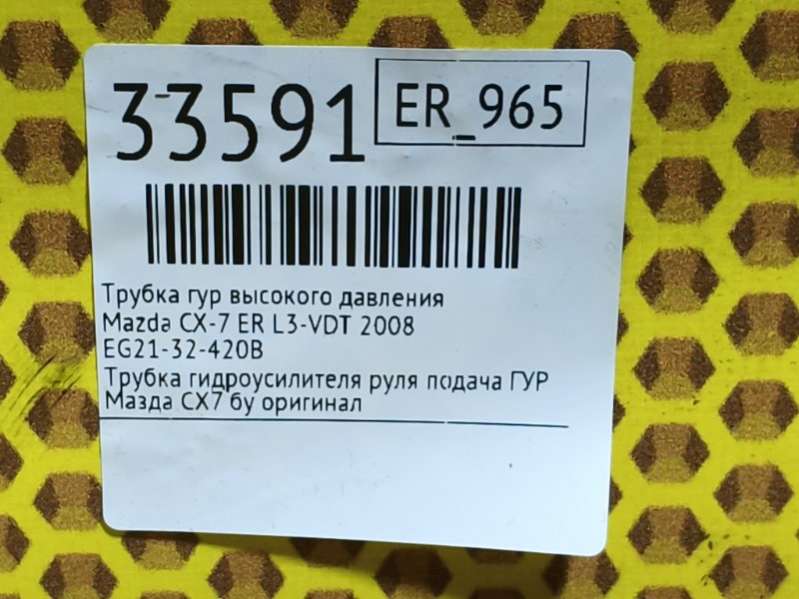 33591
ER_965
Трубка гур высокого давления
Mazda CX-7 ER L3-VDT 2008
EG21-32-420B
Трубка гидроусилителя руля подача ГУР
Мазда СХ7 бу оригинал